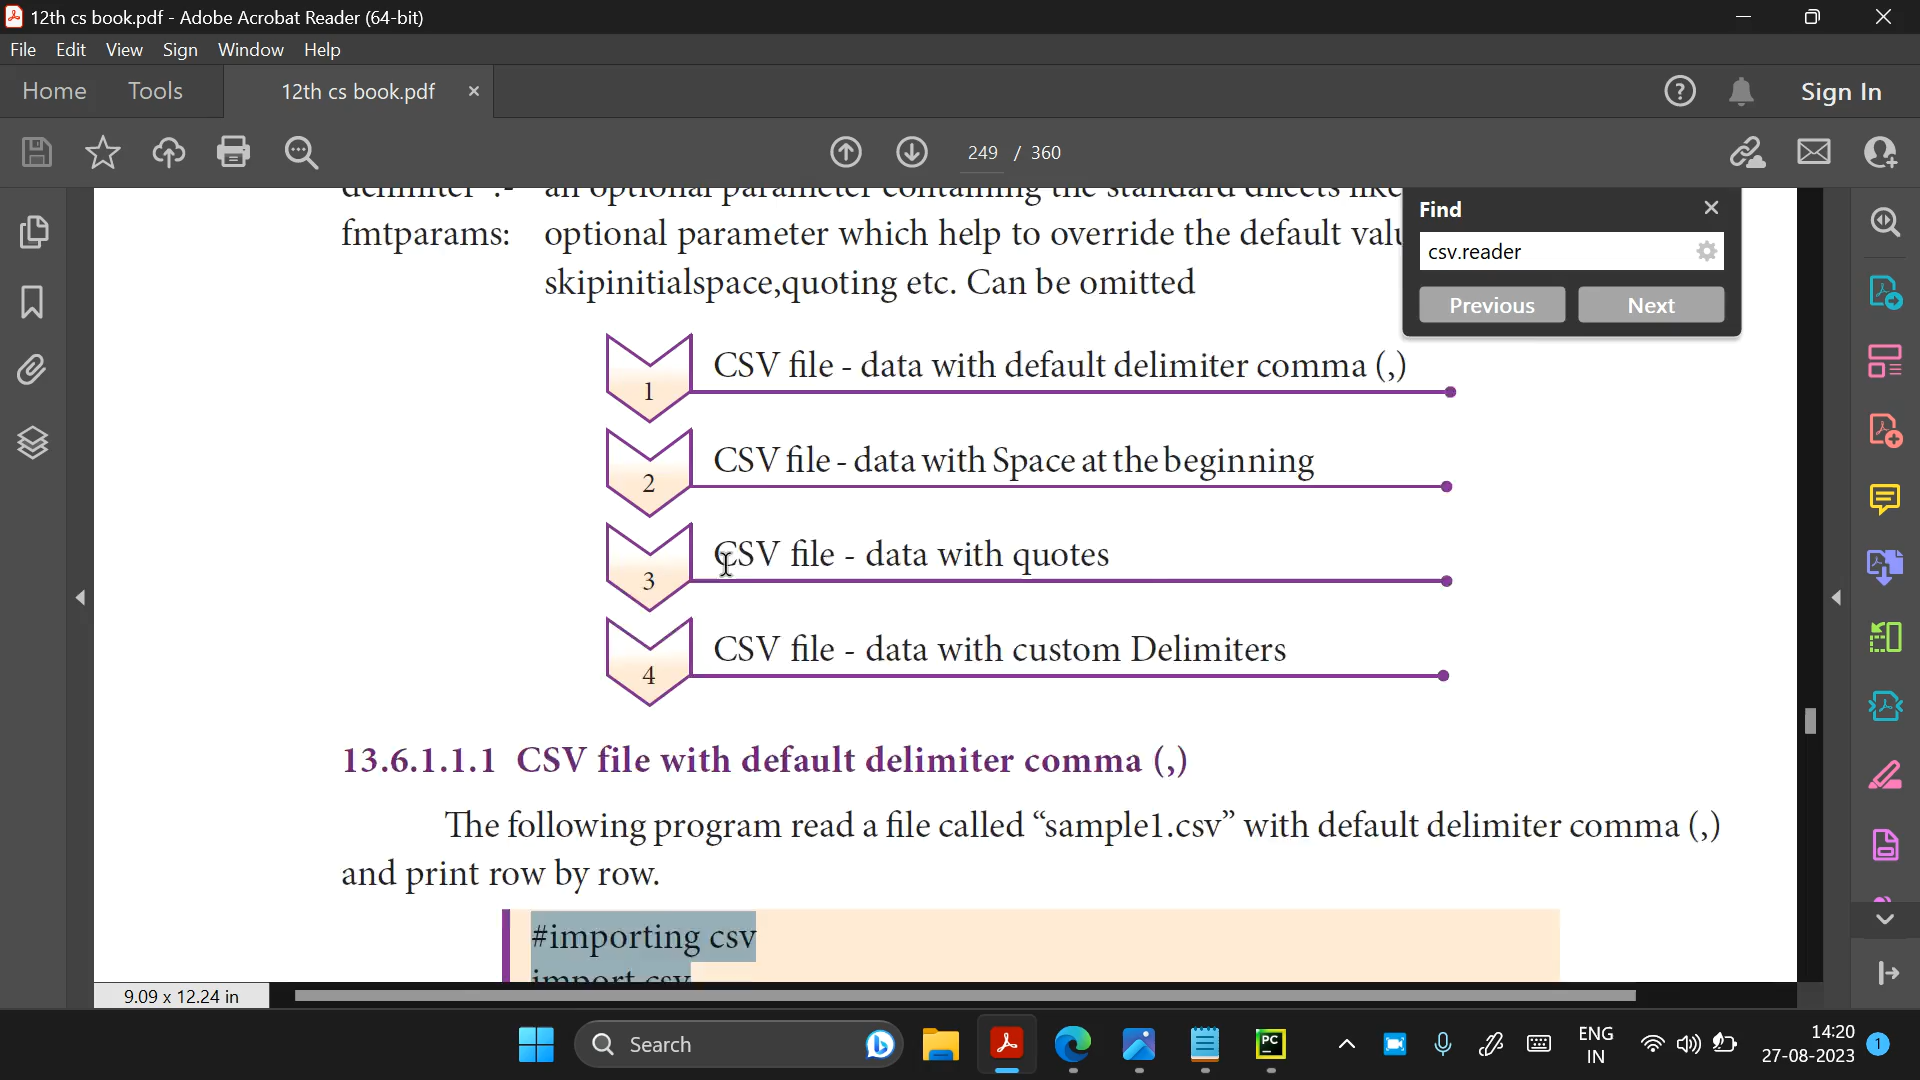 12th cs book.pdf - Adobe Acrobat Reader (64-bit)
File Edit View Sign Window Help
Home Tools 12th cs book.pdf × Sign In
249 / 360
delimiter :- an optional parameter containing the standard dilects like
fmtparams: optional parameter which help to override the default valu
skipinitialspace,quoting etc. Can be omitted
Find
csv.reader
Previous Next
1 CSV file - data with default delimiter comma (,)
2 CSV file - data with Space at the beginning
3 CSV file - data with quotes
4 CSV file - data with custom Delimiters
13.6.1.1.1 CSV file with default delimiter comma (,)
The following program read a file called “sample1.csv” with default delimiter comma (,)
and print row by row.
#importing csv
import csv
9.09 x 12.24 in
Search
PC
ENG
IN
14:20
27-08-2023
1